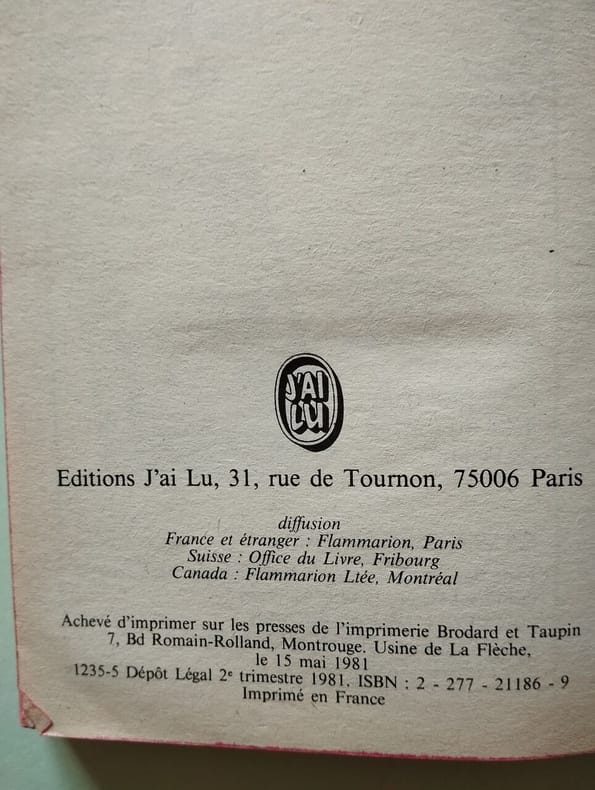 J'AI
LU
Editions J'ai Lu, 31, rue de Tournon, 75006 Paris
diffusion
France et étranger : Flammarion, Paris
Suisse : Office du Livre, Fribourg
Canada : Flammarion Ltée, Montréal
Achevé d'imprimer sur les presses de l'imprimerie Brodard et Taupin
7, Bd Romain-Rolland, Montrouge. Usine de La Flèche,
le 15 mai 1981
1235-5 Dépôt Légal 2e trimestre 1981. ISBN : 2 - 277 - 21186 - 9
Imprimé en France